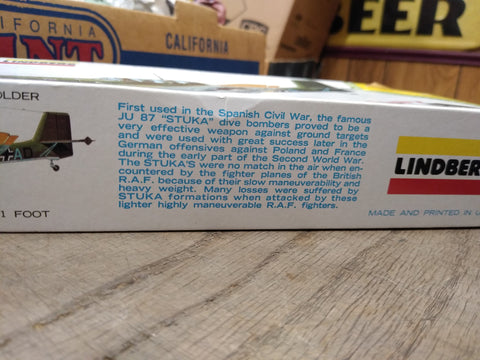 CALIFORNIA
CALIFORNIA
BEER
LINDBERG
OLDER
First used in the Spanish Civil War, the famous
JU 87 "STUKA" dive bombers proved to be a
very effective weapon against ground targets
and were used with great success later in the
German offensives against Poland and France
during the early part of the Second World War.
The STUKA'S were no match in the air when en-
countered by the fighter planes of the British
R.A.F. because of their slow maneuverability and
heavy weight. Many losses were suffered by
STUKA formations when attacked by these
lighter highly maneuverable R.A.F. fighters.
1 FOOT
LINDBER
MADE AND PRINTED IN U